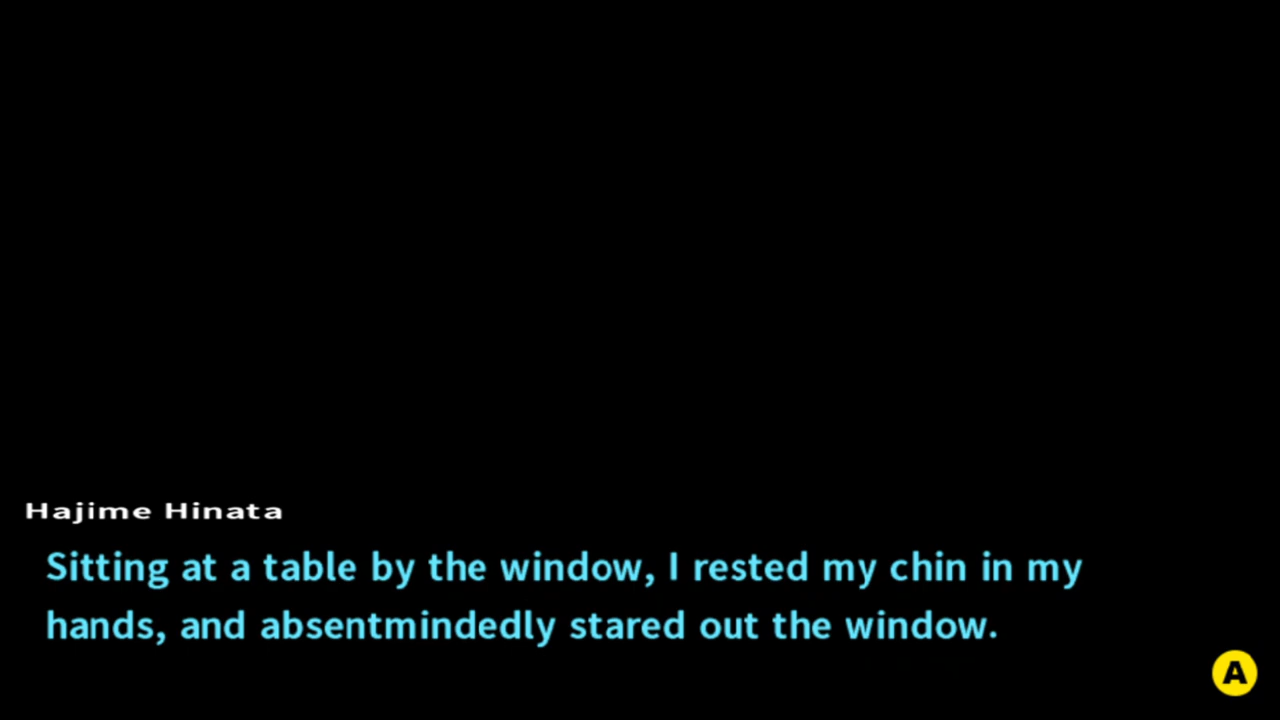 Hajime Hinata
Sitting at a table by the window, I rested my chin in my
hands, and absentmindedly stared out the window.
A